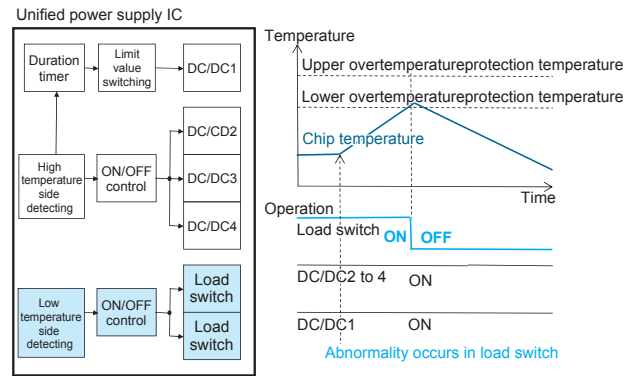 Unified power supply IC
Duration
timer
Limit
value
switching
DC/DC1
High
temperature
side
detecting
ON/OFF
control
DC/CD2
DC/DC3
DC/DC4
Low
temperature
side
detecting
ON/OFF
control
Load
switch
Load
switch
Temperature
Upper overtemperatureprotection temperature
Lower overtemperatureprotection temperature
Chip temperature
Time
Operation
Load switch
ON OFF
DC/DC2 to 4 ON
DC/DC1 ON
Abnormality occurs in load switch